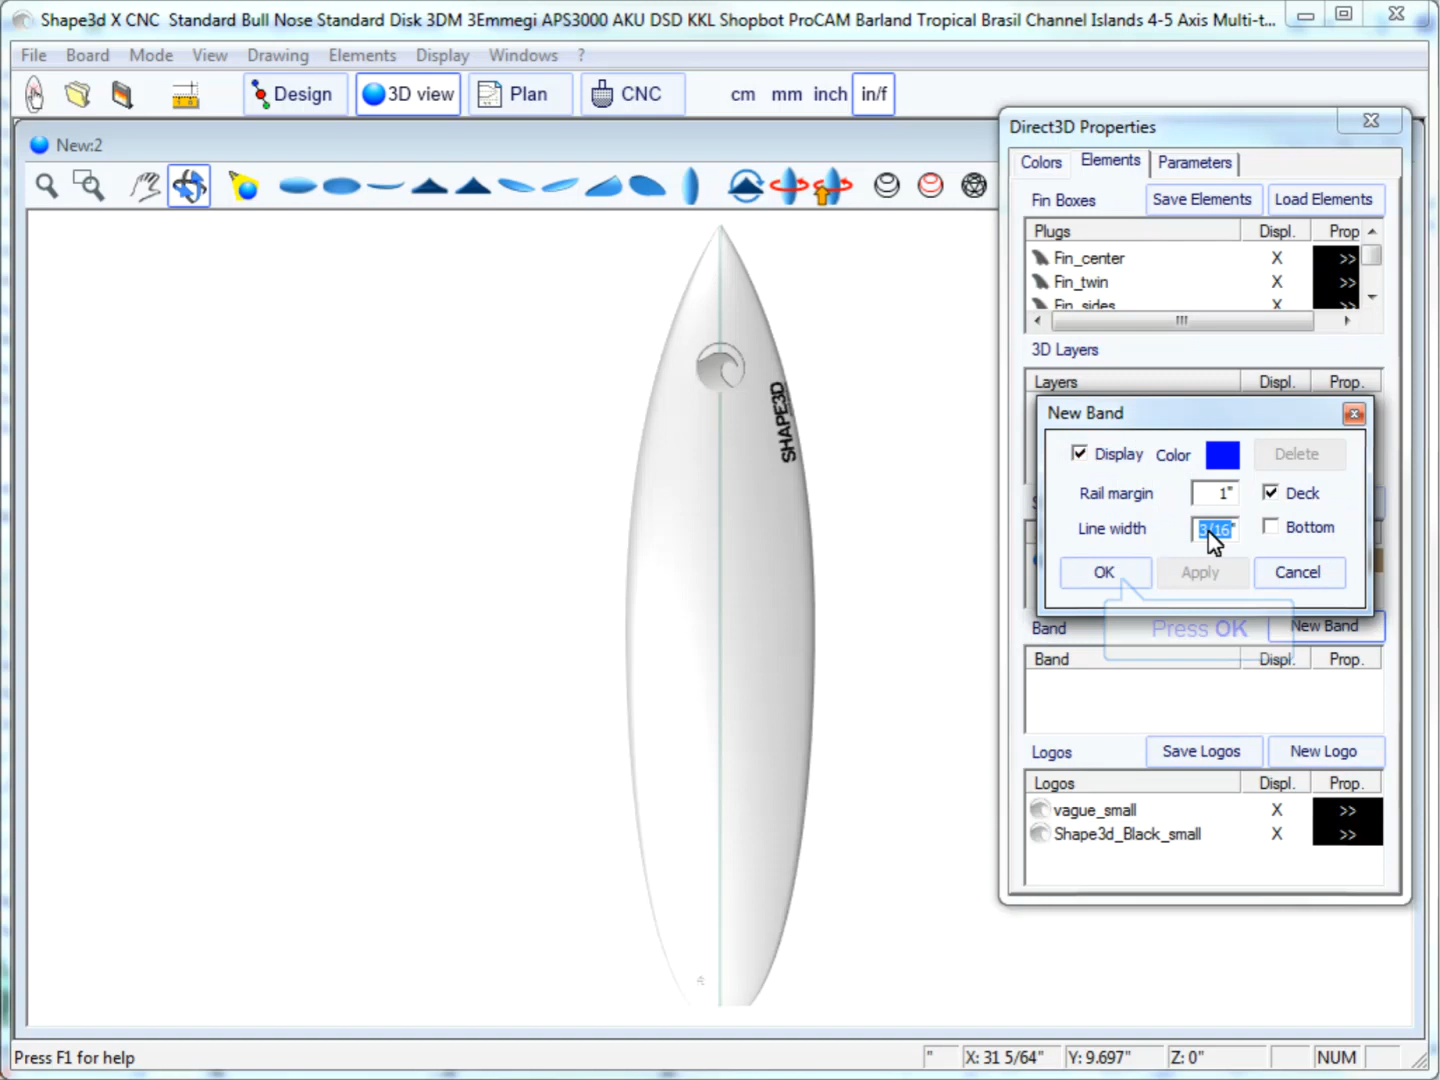 Shape3d X CNC  Standard Bull Nose Standard Disk 3DM 3Emmegi APS3000 AKU DSD KKL Shopbot ProCAM Barland Tropical Brasil Channel Islands 4-5 Axis Multi-t...
File Board Mode View Drawing Elements Display Windows ?
Design 3D view Plan CNC cm mm inch in/f
New:2
Direct3D Properties
Colors Elements Parameters
Fin Boxes Save Elements Load Elements
Plugs Displ. Prop
Fin_center X >>
Fin_twin X >>
Fin_sides X >>
3D Layers
Layers Displ. Prop.
New Band
Display Color Delete
Rail margin 1" Deck
Line width 3/16" Bottom
OK Apply Cancel
Press OK
Band New Band
Band Displ. Prop.
Logos Save Logos New Logo
Logos Displ. Prop.
vague_small X >>
Shape3d_Black_small X >>
SHAPE3D
Press F1 for help " X: 31 5/64" Y: 9.697" Z: 0" NUM